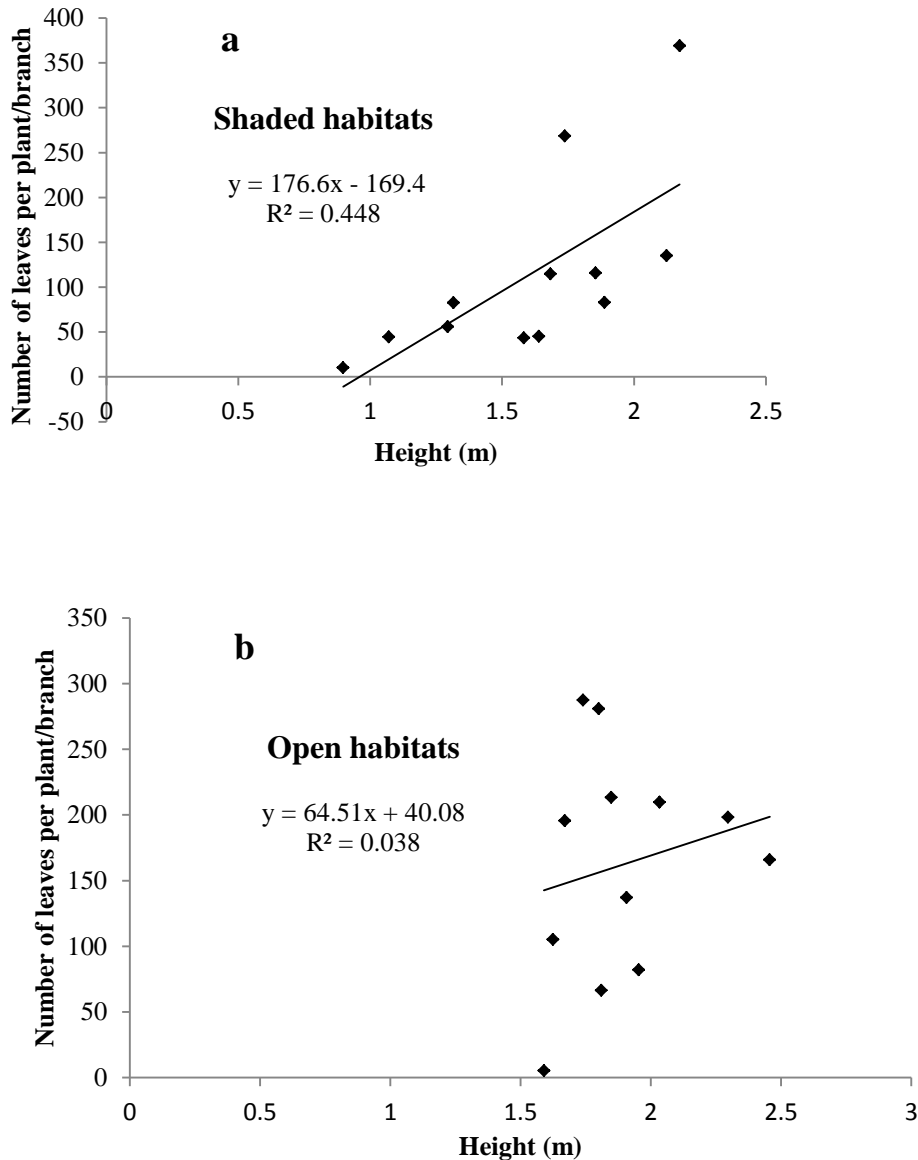 400
350
300
250
200
150
100
50
0
-50
a
Shaded habitats
y = 176.6x - 169.4
R² = 0.448
0 0.5 1 1.5 2 2.5
Number of leaves per plant/branch
Height (m)
350
300
250
200
150
100
50
0
b
Open habitats
y = 64.51x + 40.08
R² = 0.038
0 0.5 1 1.5 2 2.5 3
Number of leaves per plant/branch
Height (m)